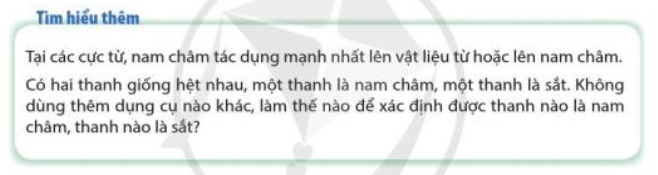 Tìm hiểu thêm
Tại các cực từ, nam châm tác dụng mạnh nhất lên vật liệu từ hoặc lên nam châm.
Có hai thanh giống hệt nhau, một thanh là nam châm, một thanh là sắt. Không
dùng thêm dụng cụ nào khác, làm thế nào để xác định được thanh nào là nam
châm, thanh nào là sắt?